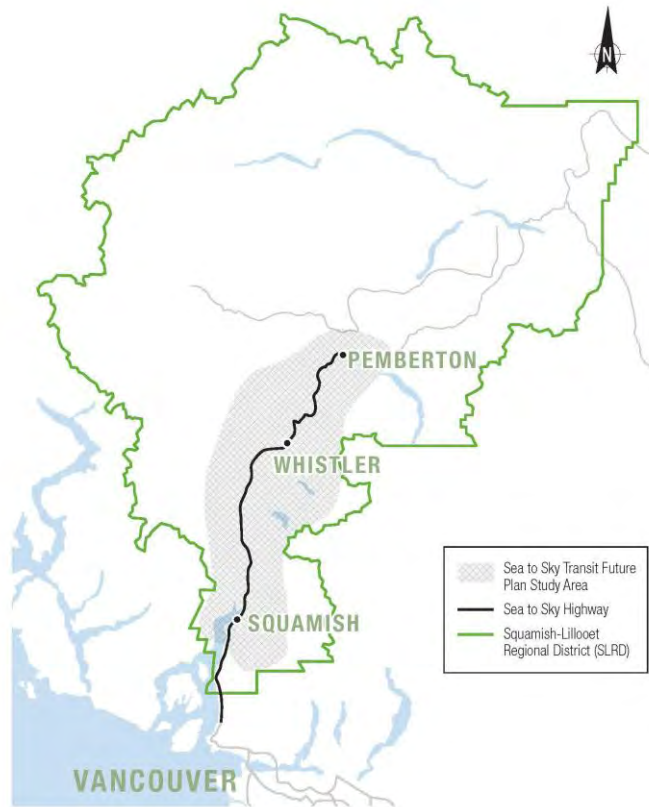 N
PEMBERTON
WHISTLER
SQUAMISH
VANCOUVER
Sea to Sky Transit Future
Plan Study Area
Sea to Sky Highway
Squamish-Lillooet
Regional District (SLRD)